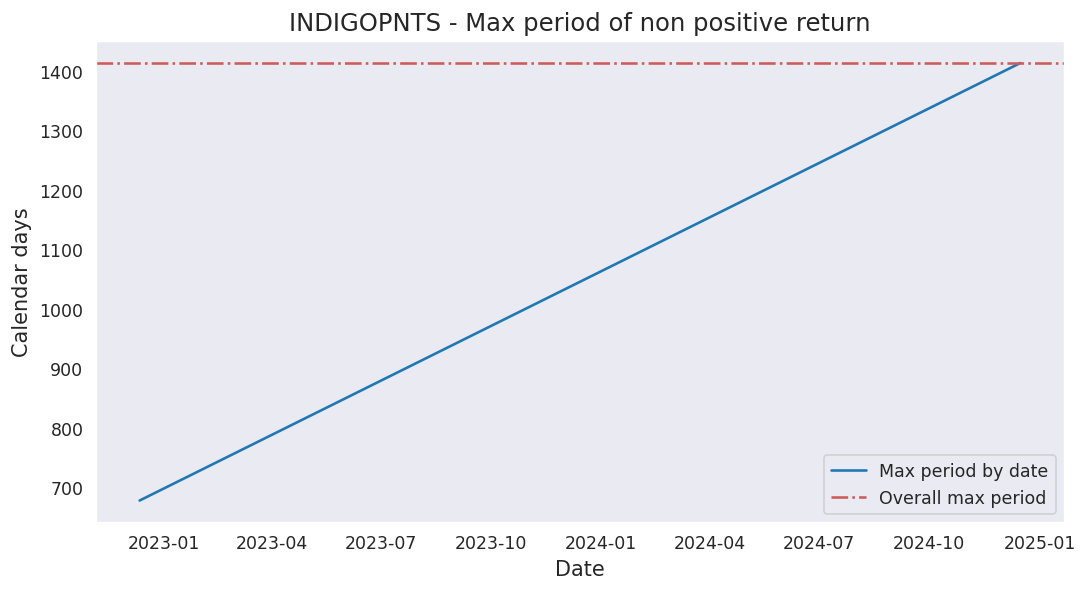 INDIGOPNTS - Max period of non positive return
Calendar days
1400
1300
1200
1100
1000
900
800
700
Max period by date
Overall max period
2023-01 2023-04 2023-07 2023-10 2024-01 2024-04 2024-07 2024-10 2025-01
Date